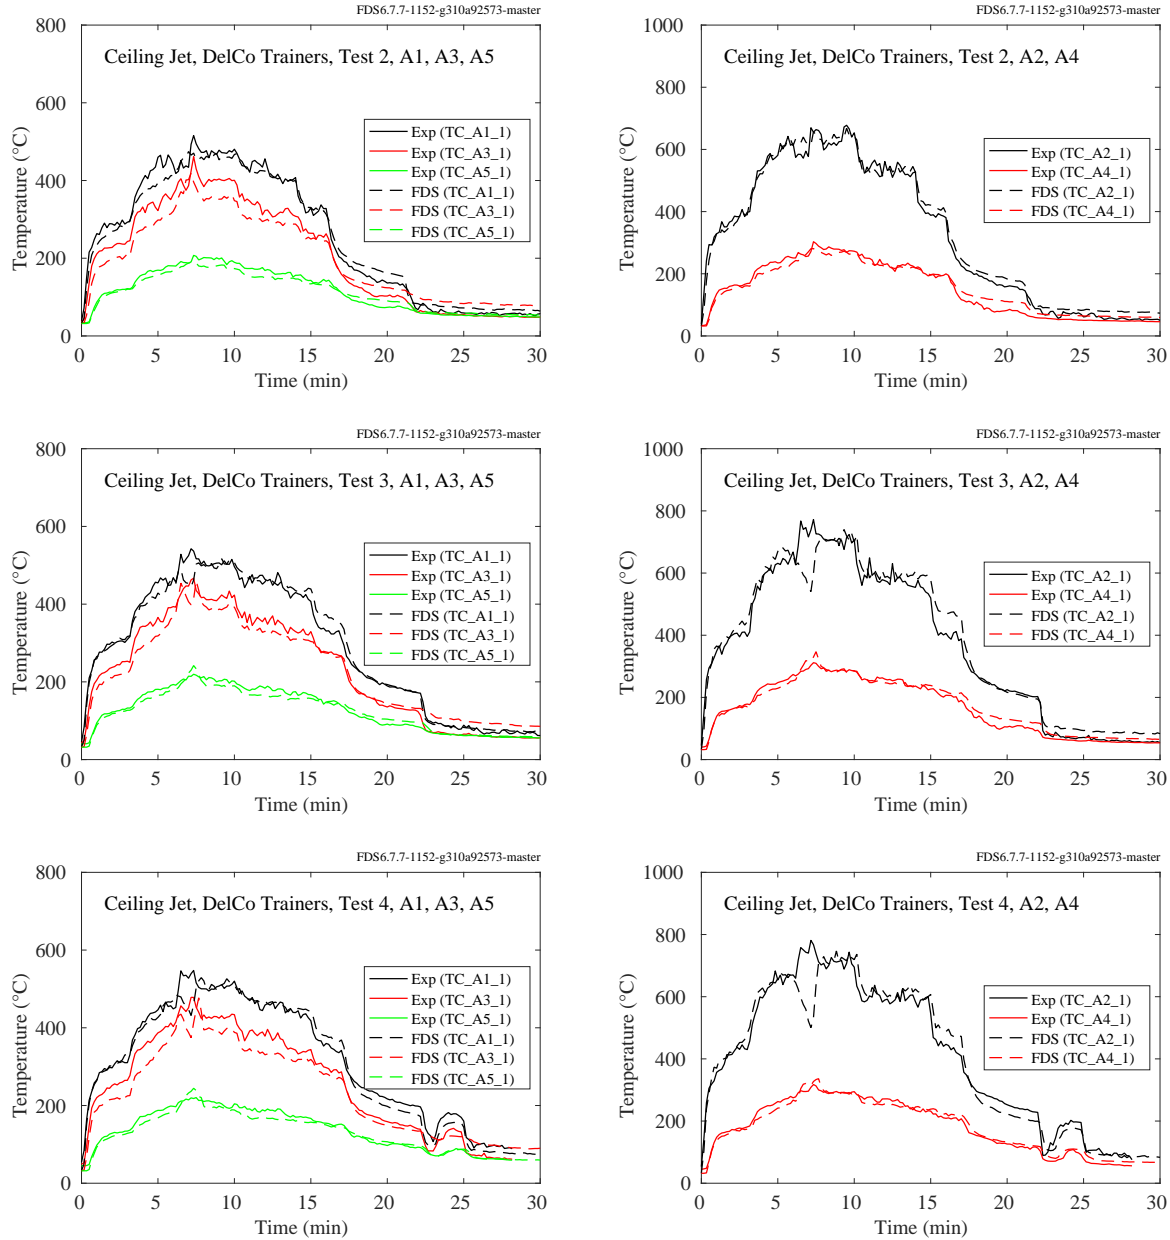 FDS6.7.7-1152-g310a92573-master
Ceiling Jet, DelCo Trainers, Test 2, A1, A3, A5
Temperature (°C)
800
600
400
200
0
Exp (TC_A1_1)
Exp (TC_A3_1)
Exp (TC_A5_1)
FDS (TC_A1_1)
FDS (TC_A3_1)
FDS (TC_A5_1)
0 5 10 15 20 25 30
Time (min)
FDS6.7.7-1152-g310a92573-master
Ceiling Jet, DelCo Trainers, Test 2, A2, A4
Temperature (°C)
1000
800
600
400
200
0
Exp (TC_A2_1)
Exp (TC_A4_1)
FDS (TC_A2_1)
FDS (TC_A4_1)
0 5 10 15 20 25 30
Time (min)
FDS6.7.7-1152-g310a92573-master
Ceiling Jet, DelCo Trainers, Test 3, A1, A3, A5
Temperature (°C)
800
600
400
200
0
Exp (TC_A1_1)
Exp (TC_A3_1)
Exp (TC_A5_1)
FDS (TC_A1_1)
FDS (TC_A3_1)
FDS (TC_A5_1)
0 5 10 15 20 25 30
Time (min)
FDS6.7.7-1152-g310a92573-master
Ceiling Jet, DelCo Trainers, Test 3, A2, A4
Temperature (°C)
1000
800
600
400
200
0
Exp (TC_A2_1)
Exp (TC_A4_1)
FDS (TC_A2_1)
FDS (TC_A4_1)
0 5 10 15 20 25 30
Time (min)
FDS6.7.7-1152-g310a92573-master
Ceiling Jet, DelCo Trainers, Test 4, A1, A3, A5
Temperature (°C)
800
600
400
200
0
Exp (TC_A1_1)
Exp (TC_A3_1)
Exp (TC_A5_1)
FDS (TC_A1_1)
FDS (TC_A3_1)
FDS (TC_A5_1)
0 5 10 15 20 25 30
Time (min)
FDS6.7.7-1152-g310a92573-master
Ceiling Jet, DelCo Trainers, Test 4, A2, A4
Temperature (°C)
1000
800
600
400
200
0
Exp (TC_A2_1)
Exp (TC_A4_1)
FDS (TC_A2_1)
FDS (TC_A4_1)
0 5 10 15 20 25 30
Time (min)